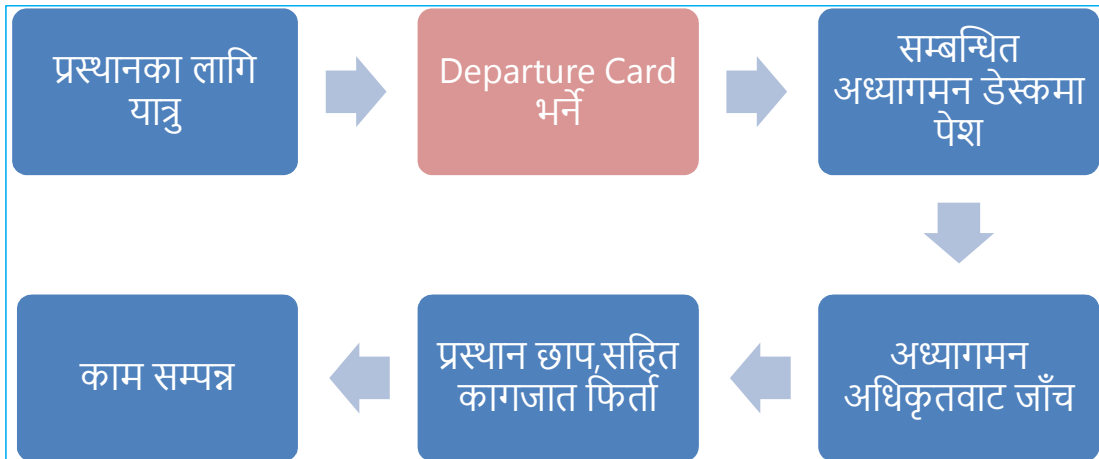 प्रस्थानका लागि
यात्रु
Departure Card
भर्ने
सम्बन्धित
अध्यागमन डेस्कमा
पेश
अध्यागमन
अधिकृतवाट जाँच
प्रस्थान छाप,सहित
कागजात फिर्ता
काम सम्पन्न